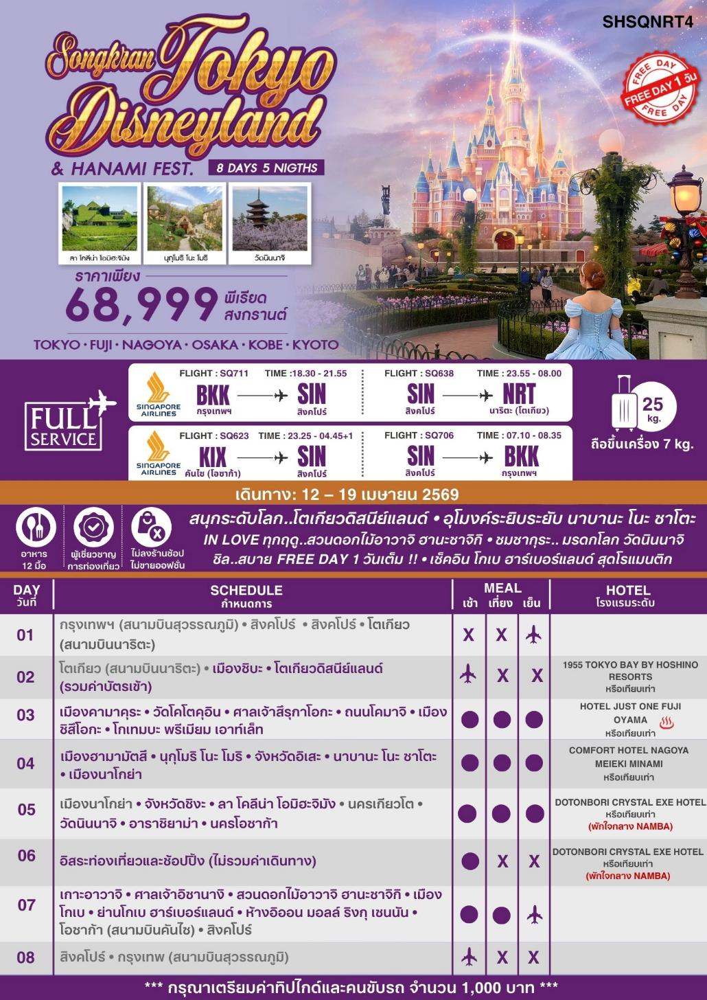 SHSQNRT4
Songkran Tokyo
Disneyland
& HANAMI FEST. 8 DAYS 5 NIGTHS
FREE DAY
FREE DAY 1 วัน
FREE DAY
ลา โคลีน่า โอมิฮะจิมัง นุกุโมริ โนะ โมริ วัดนินนาจิ
ราคาเพียง
68,999 พีเรียด
สงกรานต์
TOKYO • FUJI • NAGOYA • OSAKA • KOBE • KYOTO
FULL
SERVICE
SINGAPORE
AIRLINES
FLIGHT : SQ711 TIME :18.30 - 21.55
BKK SIN
กรุงเทพฯ สิงคโปร์
FLIGHT : SQ638 TIME : 23.55 - 08.00
SIN NRT
สิงคโปร์ นาริตะ (โตเกียว)
SINGAPORE
AIRLINES
FLIGHT : SQ623 TIME : 23.25 - 04.45+1
KIX SIN
คันไซ (โอซาก้า) สิงคโปร์
FLIGHT : SQ706 TIME : 07.10 - 08.35
SIN BKK
สิงคโปร์ กรุงเทพฯ
25
kg.
ถือขึ้นเครื่อง 7 kg.
เดินทาง: 12 – 19 เมษายน 2569
อาหาร
12 มื้อ
ผู้เชี่ยวชาญ
การท่องเที่ยว
ไม่ลงร้านช้อป
ไม่ขายออฟชั่น
สนุกระดับโลก..โตเกียวดิสนีย์แลนด์ • อุโมงค์ระยิบระยับ นาบานะ โนะ ซาโตะ
IN LOVE ทุกฤดู..สวนดอกไม้อาวาจิ ฮานะซาจิกิ • ชมซากุระ.. มรดกโลก วัดนินนาจิ
ชิล..สบาย FREE DAY 1 วันเต็ม !! • เช็คอิน โกเบ ฮาร์เบอร์แลนด์ สุดโรแมนติก
DAY SCHEDULE MEAL HOTEL
วันที่ กำหนดการ เช้า เที่ยง เย็น โรงแรมระดับ
01 กรุงเทพฯ (สนามบินสุวรรณภูมิ) • สิงคโปร์ • สิงคโปร์ • โตเกียว
(สนามบินนาริตะ)
X X
02 โตเกียว (สนามบินนาริตะ) • เมืองชิบะ • โตเกียวดิสนีย์แลนด์
(รวมค่าบัตรเข้า)
X X
1955 TOKYO BAY BY HOSHINO
RESORTS
หรือเทียบเท่า
03 เมืองคามาคุระ • วัดโคโตคุอิน • ศาลเจ้าสึรุกาโอกะ • ถนนโคมาจิ • เมือง
ชิสึโอกะ • โกเทมบะ พรีเมียม เอาท์เล็ท
HOTEL JUST ONE FUJI
OYAMA
หรือเทียบเท่า
04 เมืองฮามามัตสึ • นุกุโมริ โนะ โมริ • จังหวัดอิเสะ • นาบานะ โนะ ซาโตะ
• เมืองนาโกย่า
COMFORT HOTEL NAGOYA
MEIEKI MINAMI
หรือเทียบเท่า
05 เมืองนาโกย่า • จังหวัดชิงะ • ลา โคลีน่า โอมิฮะจิมัง • นครเกียวโต •
วัดนินนาจิ • อาราชิยาม่า • นครโอซาก้า
DOTONBORI CRYSTAL EXE HOTEL
หรือเทียบเท่า
(พักใจกลาง NAMBA)
06 อิสระท่องเที่ยวและช้อปปิ้ง (ไม่รวมค่าเดินทาง)
X X
DOTONBORI CRYSTAL EXE HOTEL
หรือเทียบเท่า
(พักใจกลาง NAMBA)
07 เกาะอาวาจิ • ศาลเจ้าอิซานางิ • สวนดอกไม้อาวาจิ ฮานะซาจิกิ • เมือง
โกเบ • ย่านโกเบ ฮาร์เบอร์แลนด์ • ห้างอิออน มอลล์ ริงกุ เซนนัน •
โอซาก้า (สนามบินคันไซ) • สิงคโปร์
08 สิงคโปร์ • กรุงเทพ (สนามบินสุวรรณภูมิ)
X X
*** กรุณาเตรียมค่าทิปไกด์และคนขับรถ จำนวน 1,000 บาท ***